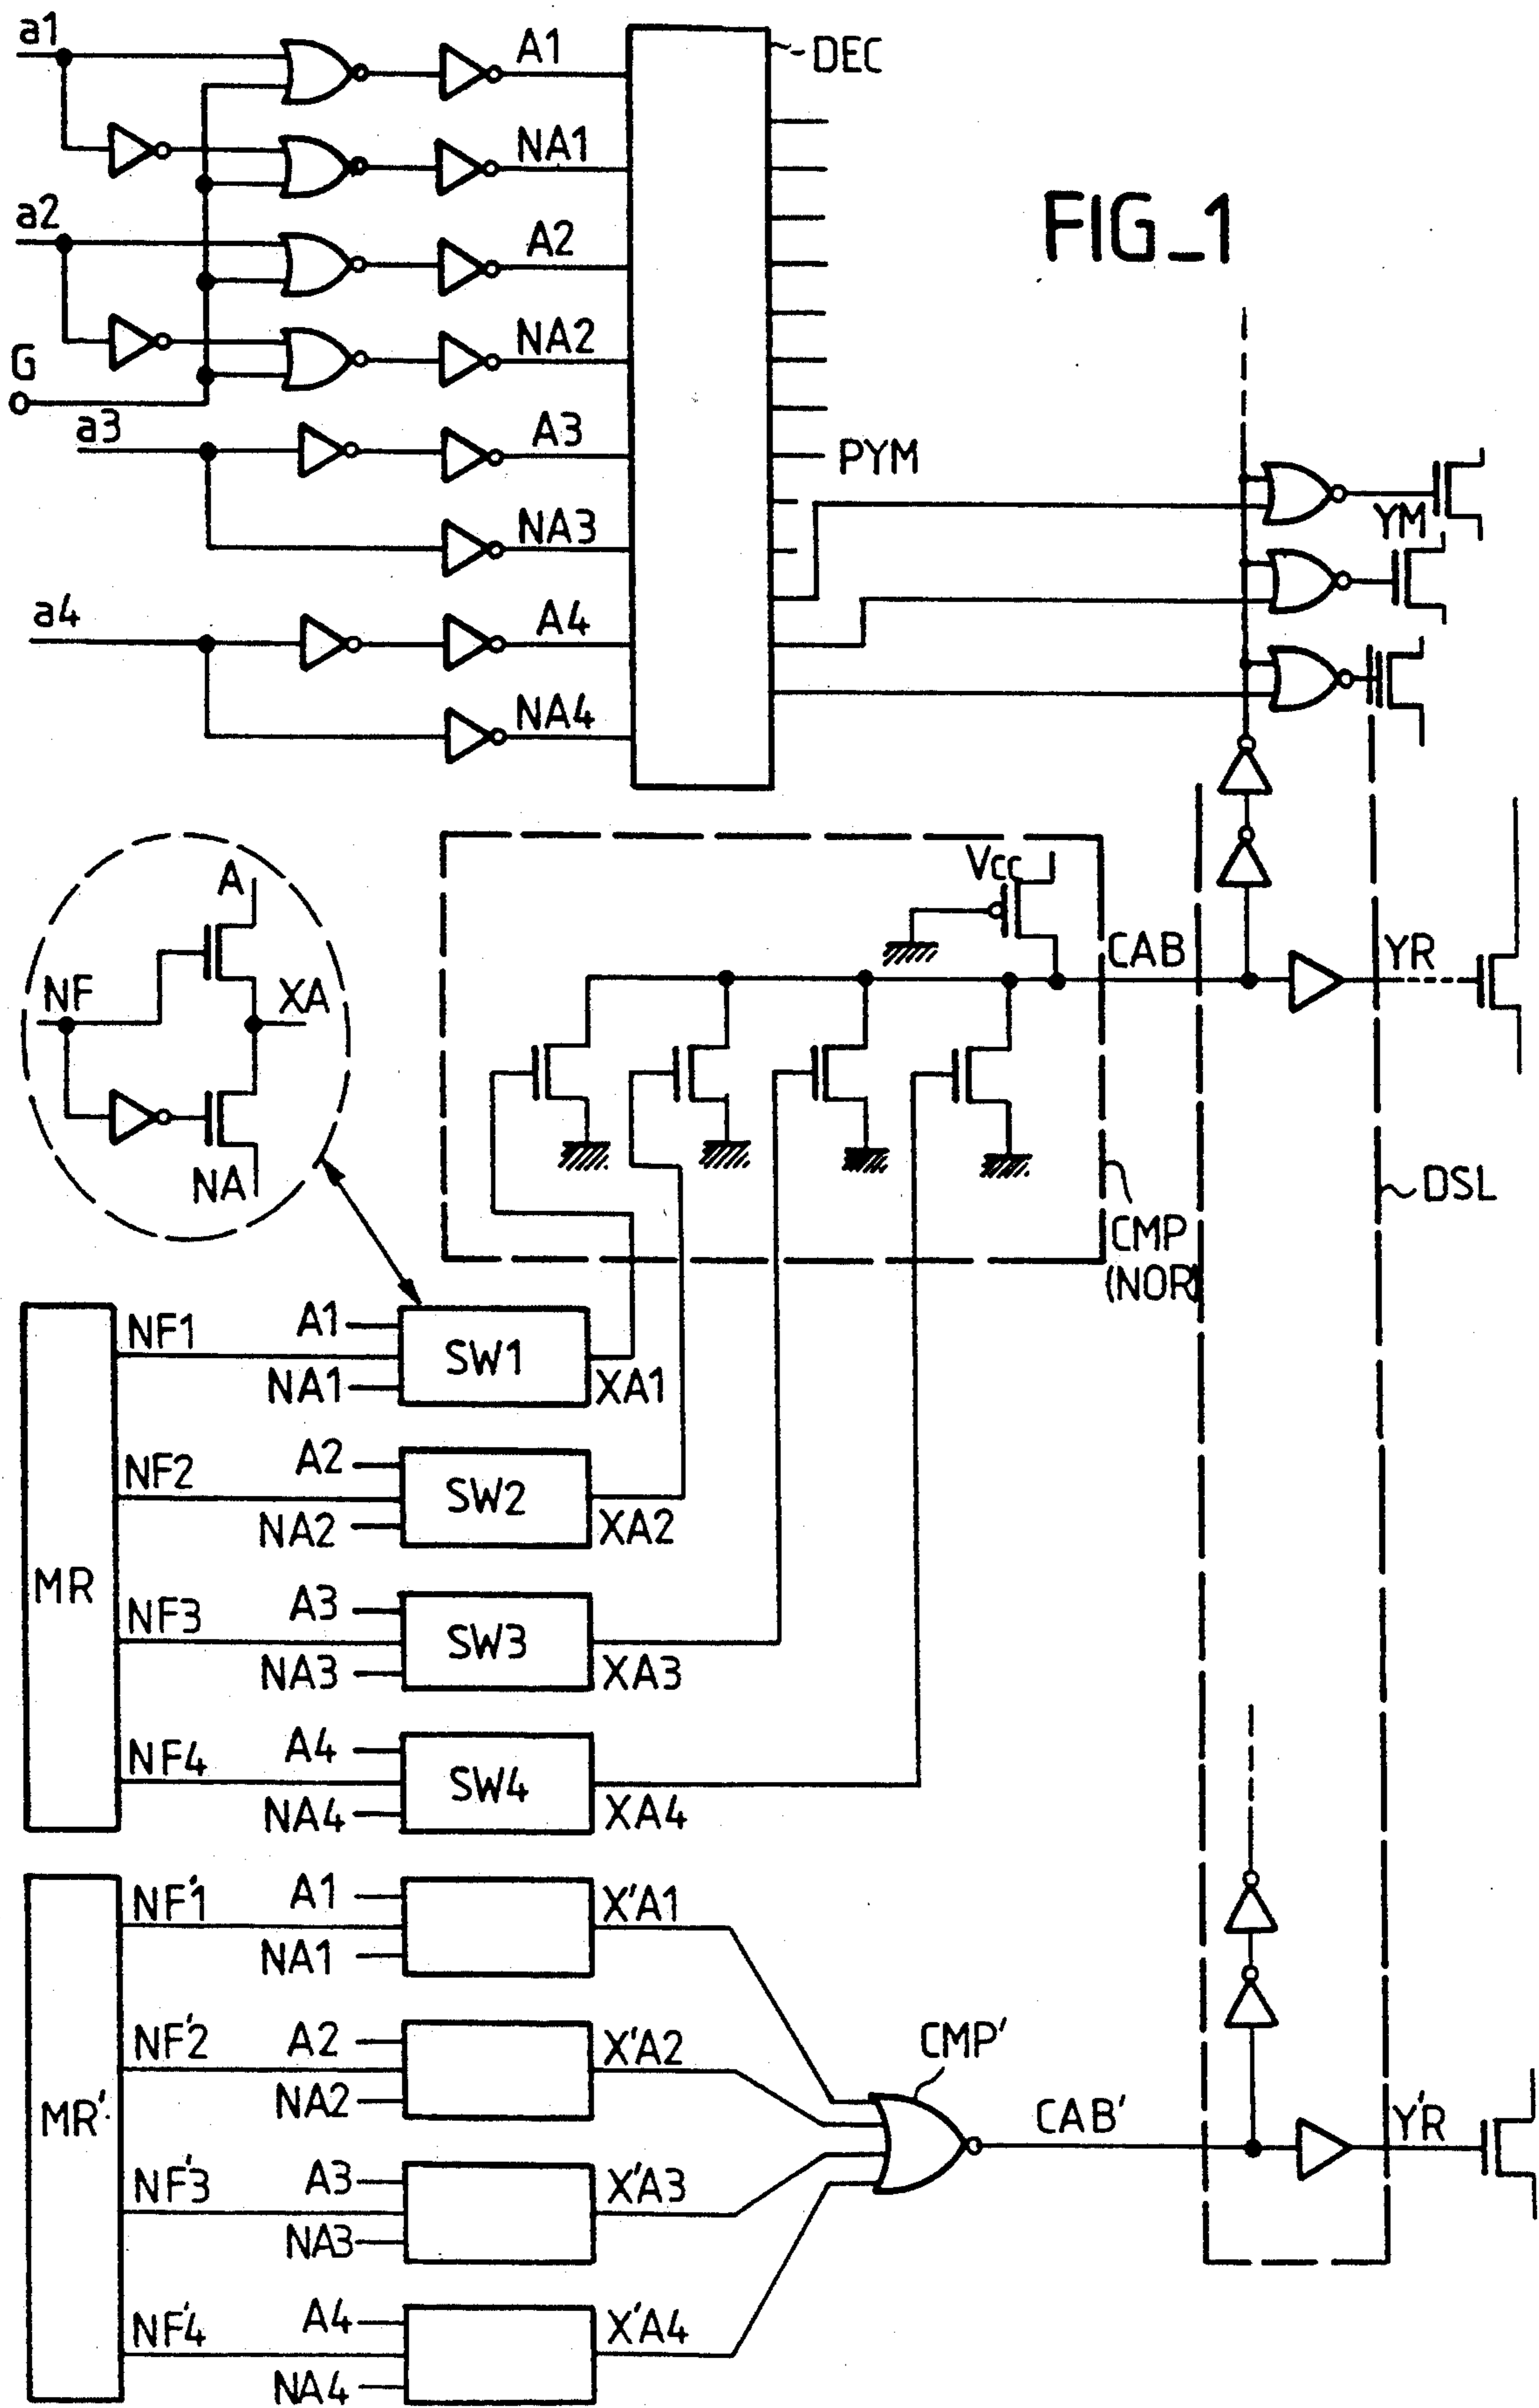 a1
A1
DEC
NA1
a2
A2
FIG_1
NA2
G
a3
A3
PYM
NA3
YM
a4
A4
NA4
A
Vcc
CAB
YR
NF
XA
NA
DSL
CMP
(NOR)
NF1
A1
SW1
NA1
XA1
NF2
A2
SW2
NA2
XA2
MR
NF3
A3
SW3
NA3
XA3
NF4
A4
SW4
NA4
XA4
NF'1
A1
X'A1
NA1
NF'2
A2
X'A2
CMP'
NA2
MR'
CAB'
Y'R
NF'3
A3
X'A3
NA3
NF'4
A4
X'A4
NA4